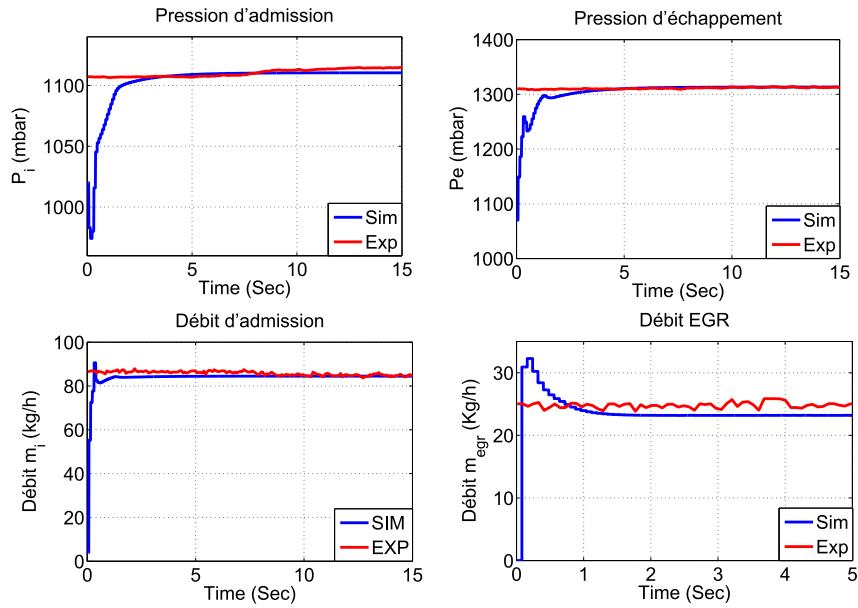 Pression d'admission
1100
1050
1000
P_i (mbar)
Sim
Exp
0 5 10 15
Time (Sec)
Pression d'échappement
1400
1300
1200
1100
1000
Pe (mbar)
Sim
Exp
0 5 10 15
Time (Sec)
Débit d'admission
100
80
60
40
20
0
Débit m_i (kg/h)
SIM
EXP
0 5 10 15
Time (Sec)
Débit EGR
30
20
10
0
Débit m_egr (Kg/h)
Sim
Exp
0 1 2 3 4 5
Time (Sec)